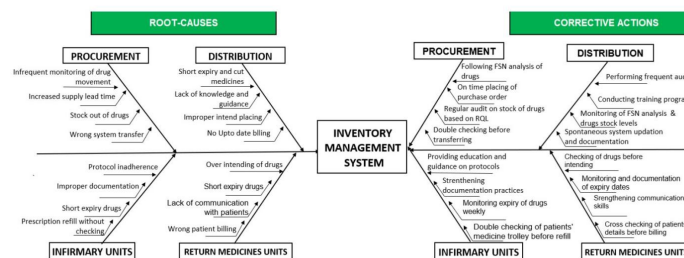 ROOT-CAUSES
CORRECTIVE ACTIONS
PROCUREMENT
Infrequent monitoring of drug
movement
Increased supply lead time
Stock out of drugs
Wrong system transfer
DISTRIBUTION
Short expiry and cut
medicines
Lack of knowledge and
guidance
Improper intend placing
No Upto date biling
Protocol inadherence
Improper documentation
Short expiry drugs
Prescription refill without
checking
INFIRMARY UNITS
Over intending of drugs
Short expiry drugs
Lack of communication
with patients
Wrong patient billing
RETURN MEDICINES UNITS
INVENTORY
MANAGEMENT
SYSTEM
PROCUREMENT
Following FSN analysis of
drugs
On time placing of
purchase order
Regular audit on stock of drugs
based on RQL
Double checking before
transferring
DISTRIBUTION
Performing frequent
Conducting training
Monitoring of FSN analysis &
drugs stock levels
Spontaneous system updation
and documentation
Providing education and
guidance on protocols
Strenthening
documentation practices
Monitoring expiry of drugs
weekly
Double checking of patients'
medicine trolley before refill
INFIRMARY UNITS
Checking of drugs before
intending
Monitoring and documentation
of expiry dates
Srengthening communication
skills
Cross checking of
details before billing
RETURN MEDICINES UNITS